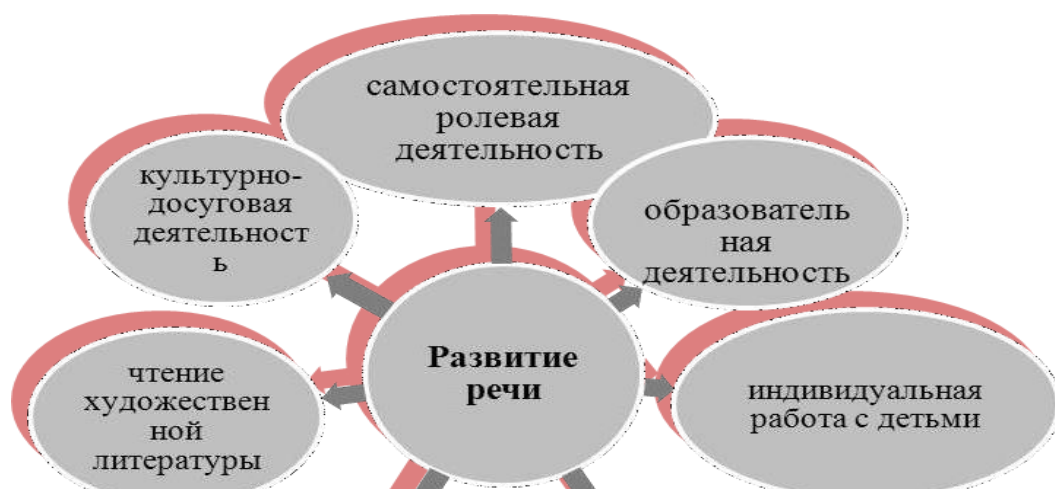 самостоятельная
ролевая
деятельность
культурно-
досуговая
деятельност
ь
образователь
ная
деятельность
Развитие
речи
чтение
художествен
ной
литературы
индивидуальная
работа с детьми